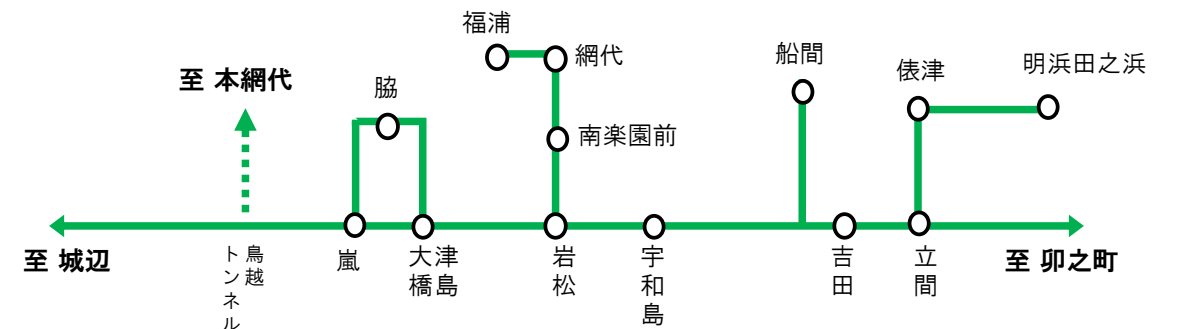 福浦
網代
船間
俵津
明浜田之浜
至 本網代
脇
南楽園前
至 城辺
鳥越
トンネル
嵐
津島
大橋
岩松
宇和島
吉田
立間
至 卯之町